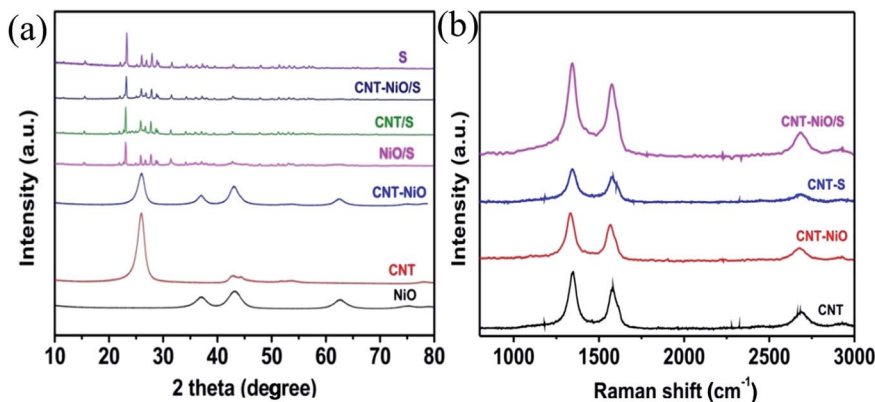 (a)
Intensity (a.u.)
S
CNT-NiO/S
CNT/S
NiO/S
CNT-NiO
CNT
NiO
10 20 30 40 50 60 70 80
2 theta (degree)
(b)
Intensity (a.u.)
CNT-NiO/S
CNT-S
CNT-NiO
CNT
1000 1500 2000 2500 3000
Raman shift (cm⁻¹)